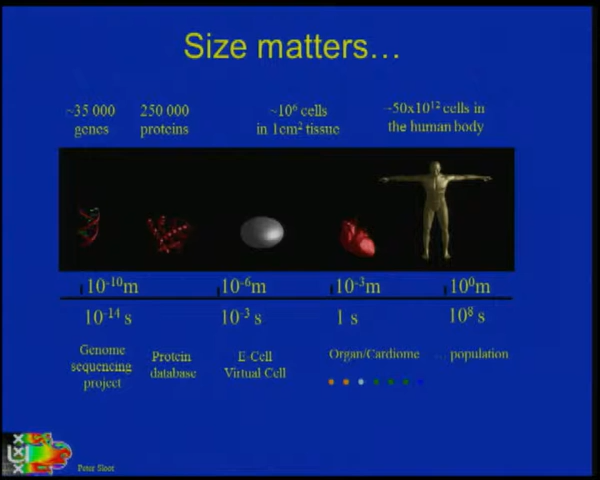 Size matters…
~35 000 genes
250 000 proteins
~10⁶ cells in 1cm² tissue
~50x10¹² cells in the human body
10⁻¹⁰m
10⁻⁶m
10⁻³m
10⁰m
10⁻¹⁴ s
10⁻³ s
1 s
10⁸ s
Genome sequencing project
Protein database
E-Cell Virtual Cell
Organ/Cardiome
… population
Peter Sloot